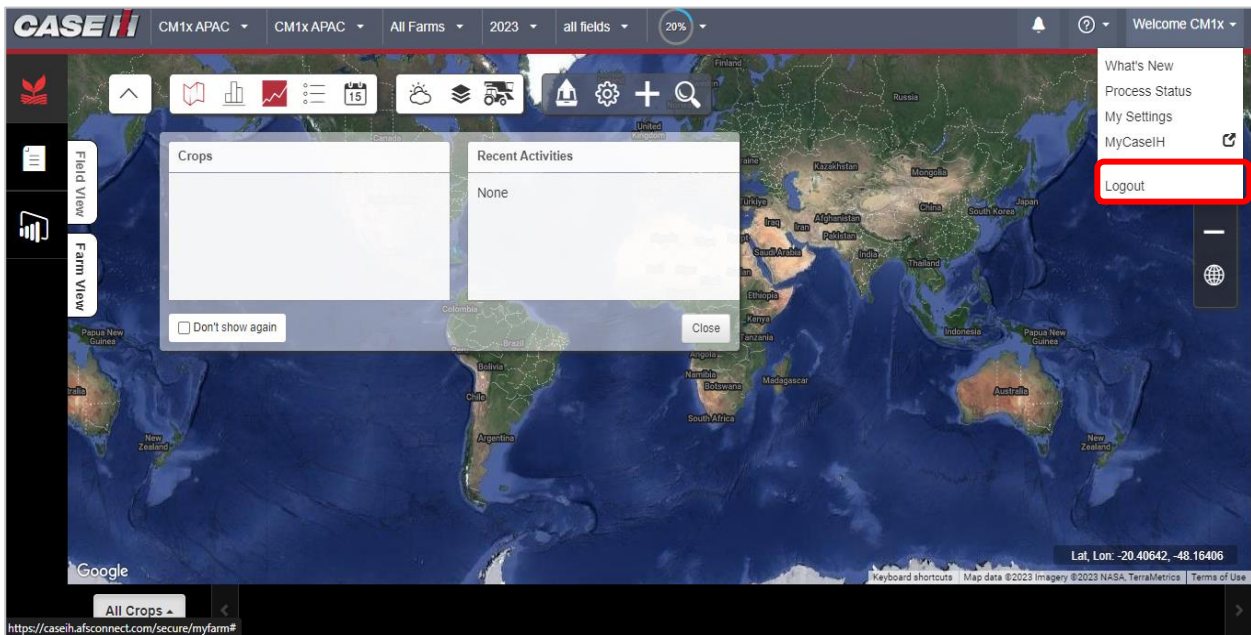 CASE IH
CM1x APAC
CM1x APAC
All Farms
2023
all fields
20%
Welcome CM1x
What's New
Process Status
My Settings
MyCaseIH
Logout
15
Field View
Farm View
Crops
Recent Activities
None
Don't show again
Close
Finland
Russia
Canada
United
Kingdom
Kazakhstan
Mongolia
China
South Korea
Japan
Afghanistan
Iraq
Iran
Pakistan
Saudi Arabia
India
Thailand
Ethiopia
Kenya
Tanzania
Colombia
Brazil
Bolivia
Chile
Argentina
Angola
Namibia
Botswana
Madagascar
South Africa
Indonesia
Papua New
Guinea
Papua New
Guinea
Australia
New
Zealand
New
Zealand
Google
Lat, Lon: -20.40642, -48.16406
Keyboard shortcuts
Map data ©2023 Imagery ©2023 NASA, TerraMetrics
Terms of Use
All Crops
https://caseih.afsconnect.com/secure/myfarm#